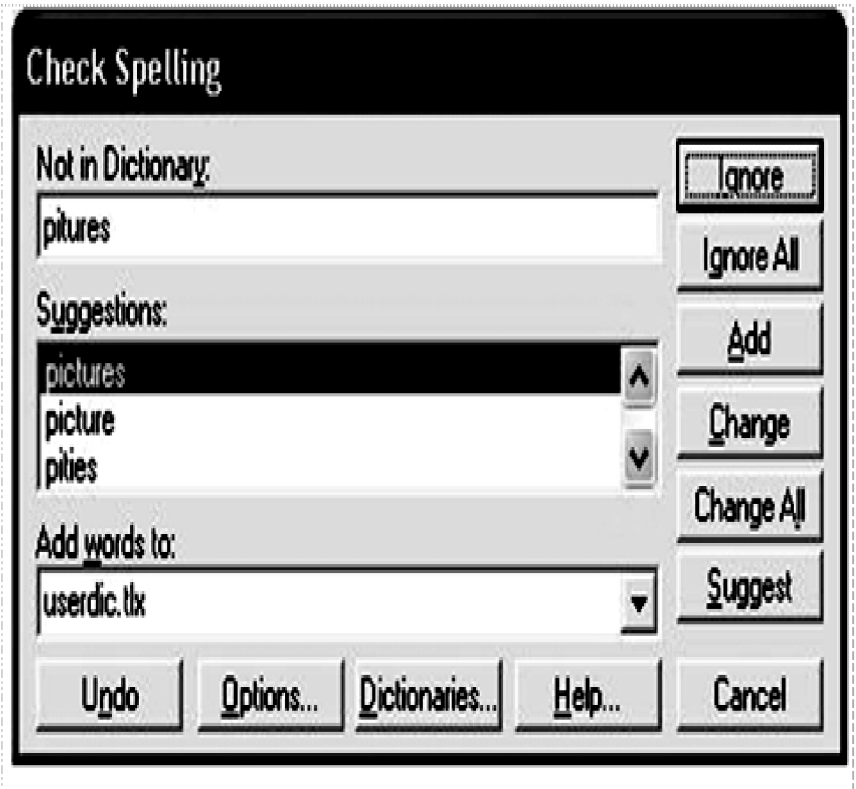 Check Spelling
Not in Dictionary:
pitures
Suggestions:
pictures
picture
pities
Add words to:
userdic.tlx
Ignore
Ignore All
Add
Change
Change All
Suggest
Undo
Options...
Dictionaries...
Help...
Cancel